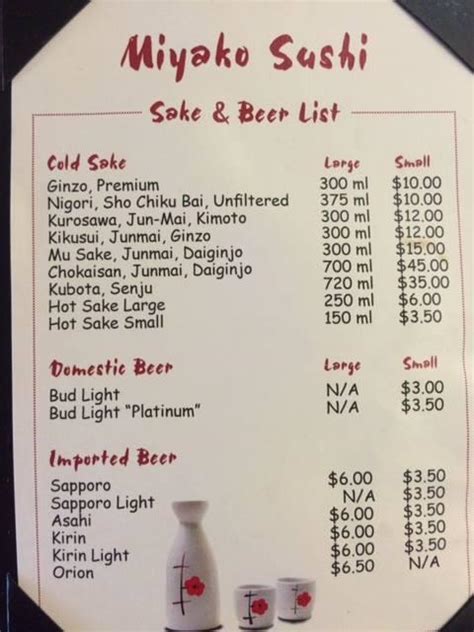 Miyako Sushi
Sake & Beer List
Cold Sake Large Small
Ginzo, Premium 300 ml $10.00
Nigori, Sho Chiku Bai, Unfiltered 375 ml $10.00
Kurosawa, Jun-Mai, Kimoto 300 ml $12.00
Kikusui, Junmai, Ginzo 300 ml $12.00
Mu Sake, Junmai, Daiginjo 300 ml $15.00
Chokaisan, Junmai, Daiginjo 700 ml $45.00
Kubota, Senju 720 ml $35.00
Hot Sake Large 250 ml $6.00
Hot Sake Small 150 ml $3.50
Domestic Beer Large Small
Bud Light N/A $3.00
Bud Light “Platinum” N/A $3.50
Imported Beer
Sapporo $6.00 $3.50
Sapporo Light N/A $3.50
Asahi $6.00 $3.50
Kirin $6.00 $3.50
Kirin Light $6.00 $3.50
Orion $6.50 N/A